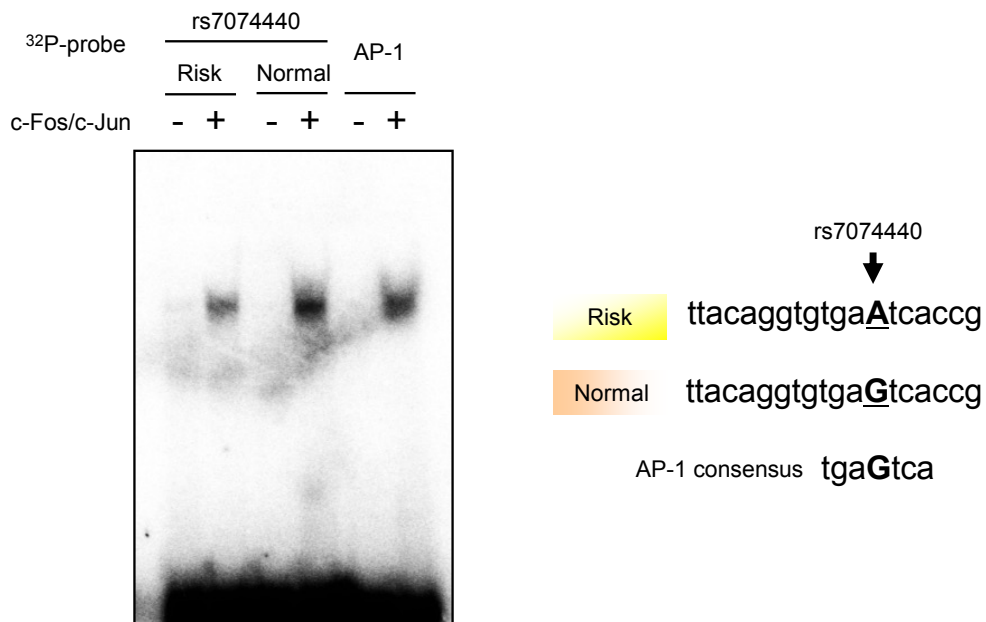 rs7074440
³²P-probe
AP-1
Risk Normal
c-Fos/c-Jun - + - + - +
rs7074440
Risk ttacaggtgtgaAtcaccg
Normal ttacaggtgtgaGtcaccg
AP-1 consensus tgaGtca